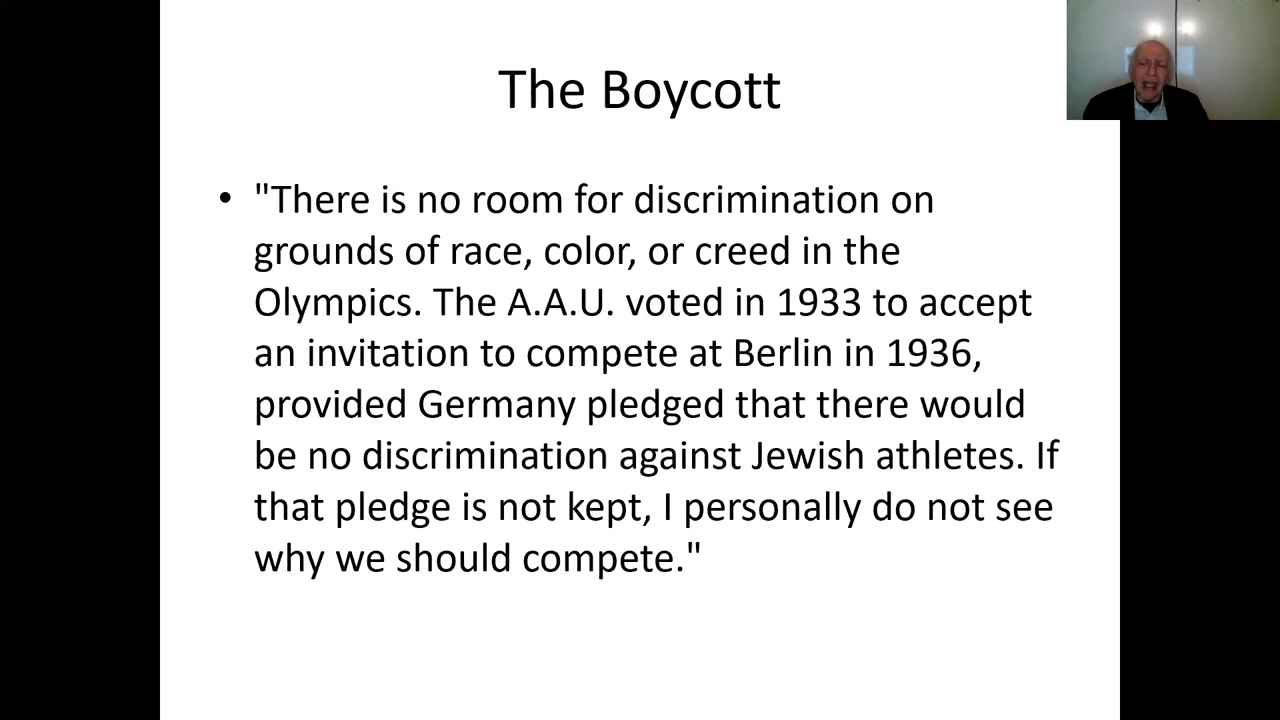 The Boycott
• "There is no room for discrimination on
grounds of race, color, or creed in the
Olympics. The A.A.U. voted in 1933 to accept
an invitation to compete at Berlin in 1936,
provided Germany pledged that there would
be no discrimination against Jewish athletes. If
that pledge is not kept, I personally do not see
why we should compete."